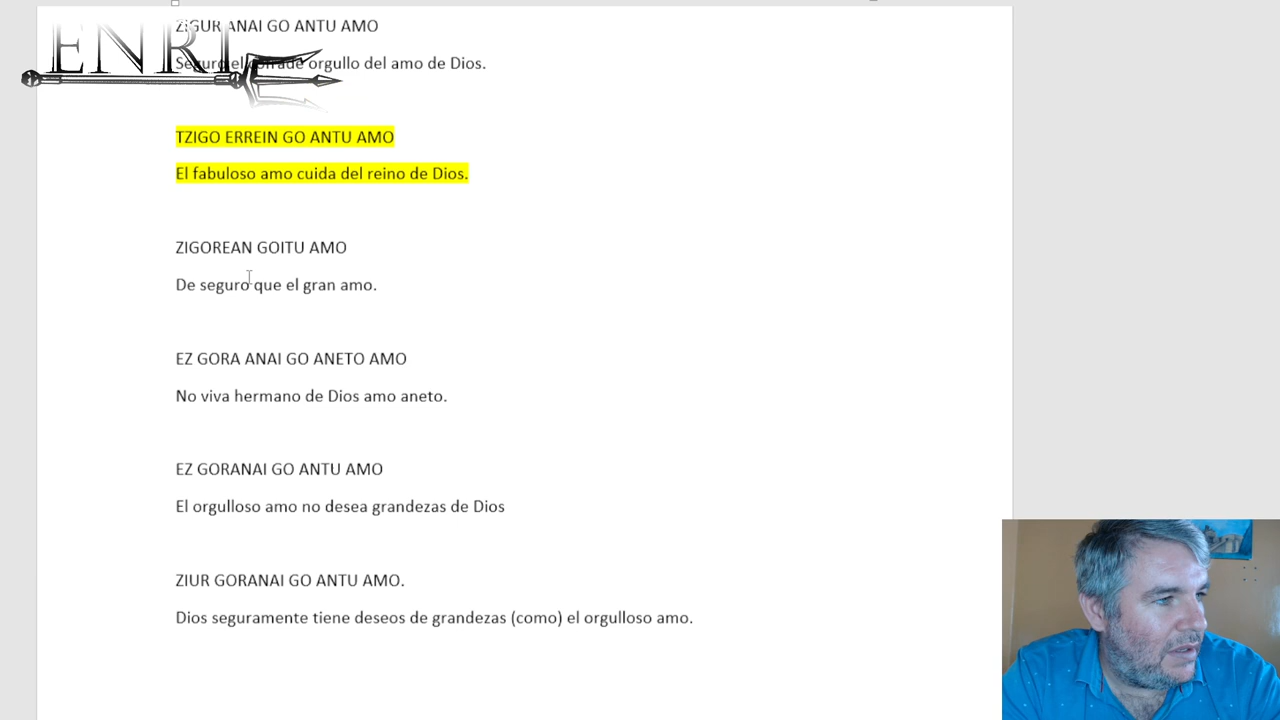 ENRI
ZIGUR ANAI GO ANTU AMO
Seguro el cofrade orgullo del amo de Dios.
TZIGO ERREIN GO ANTU AMO
El fabuloso amo cuida del reino de Dios.
ZIGOREAN GOITU AMO
De seguro que el gran amo.
EZ GORA ANAI GO ANETO AMO
No viva hermano de Dios amo aneto.
EZ GORANAI GO ANTU AMO
El orgulloso amo no desea grandezas de Dios
ZIUR GORANAI GO ANTU AMO.
Dios seguramente tiene deseos de grandezas (como) el orgulloso amo.